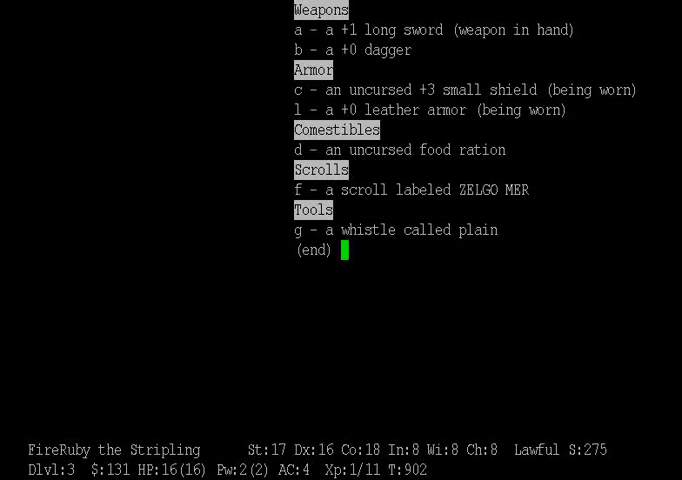 Weapons
a - a +1 long sword (weapon in hand)
b - a +0 dagger
Armor
c - an uncursed +3 small shield (being worn)
l - a +0 leather armor (being worn)
Comestibles
d - an uncursed food ration
Scrolls
f - a scroll labeled ZELGO MER
Tools
g - a whistle called plain
(end)
FireRuby the Stripling St:17 Dx:16 Co:18 In:8 Wi:8 Ch:8 Lawful S:275
Dlvl:3 $:131 HP:16(16) Pw:2(2) AC:4 Xp:1/11 T:902